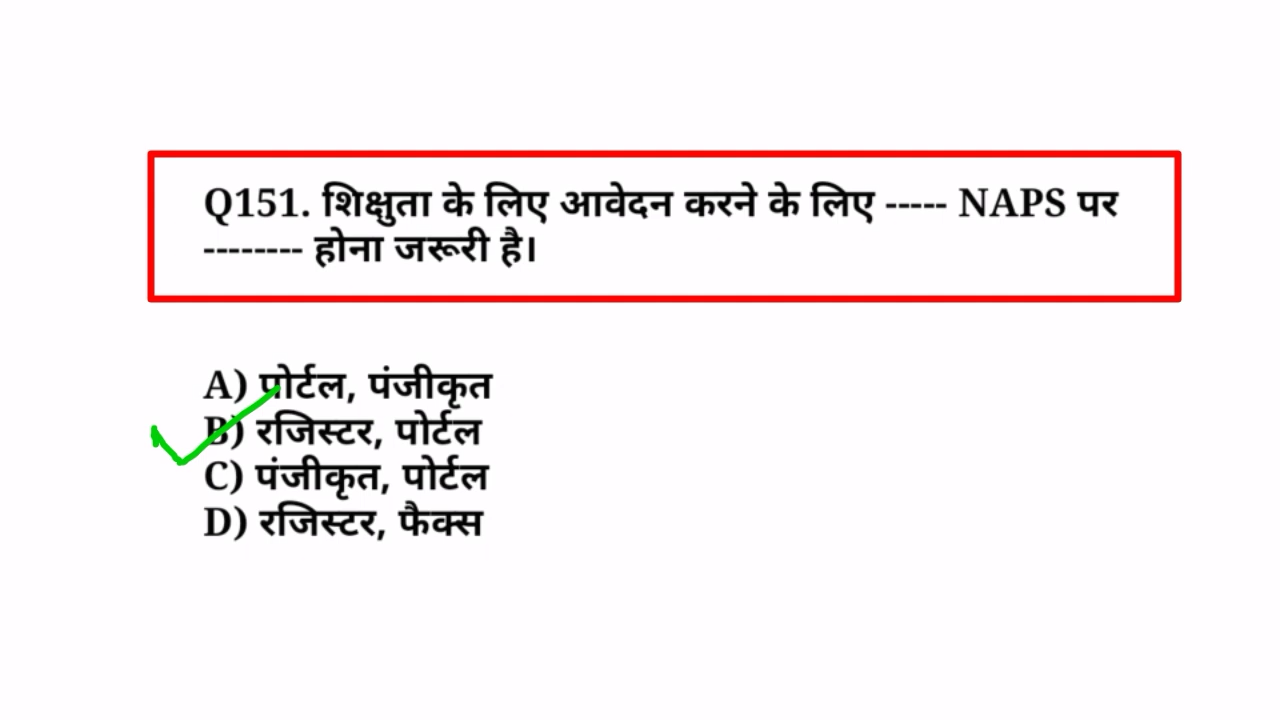 Q151. शिक्षुता के लिए आवेदन करने के लिए ----- NAPS पर
-------- होना जरूरी है।
A) पोर्टल, पंजीकृत
B) रजिस्टर, पोर्टल
C) पंजीकृत, पोर्टल
D) रजिस्टर, फैक्स